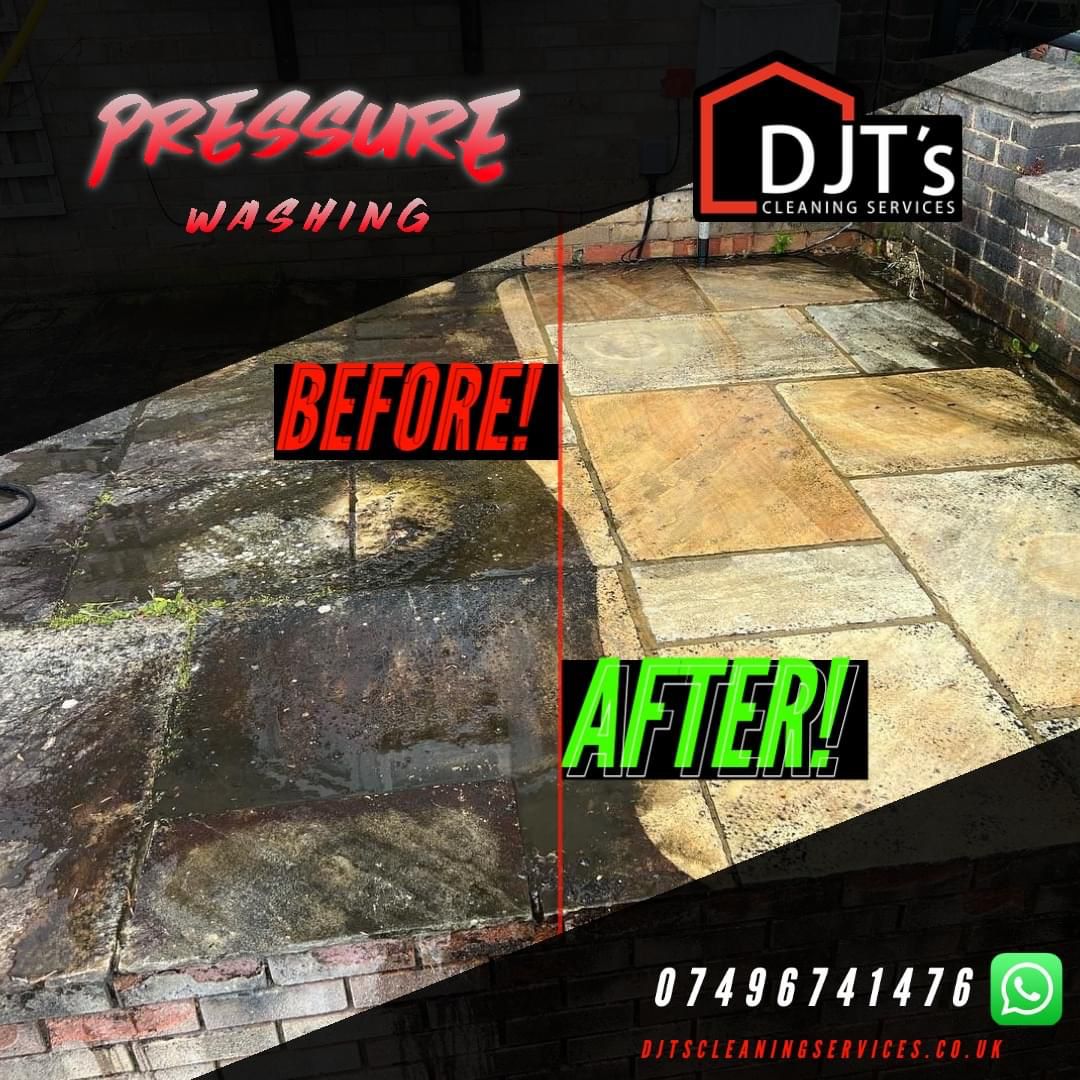 PRESSURE
WASHING
DJT's
CLEANING SERVICES
BEFORE!
AFTER!
07496741476
DJTSCLEANINGSERVICES.CO.UK